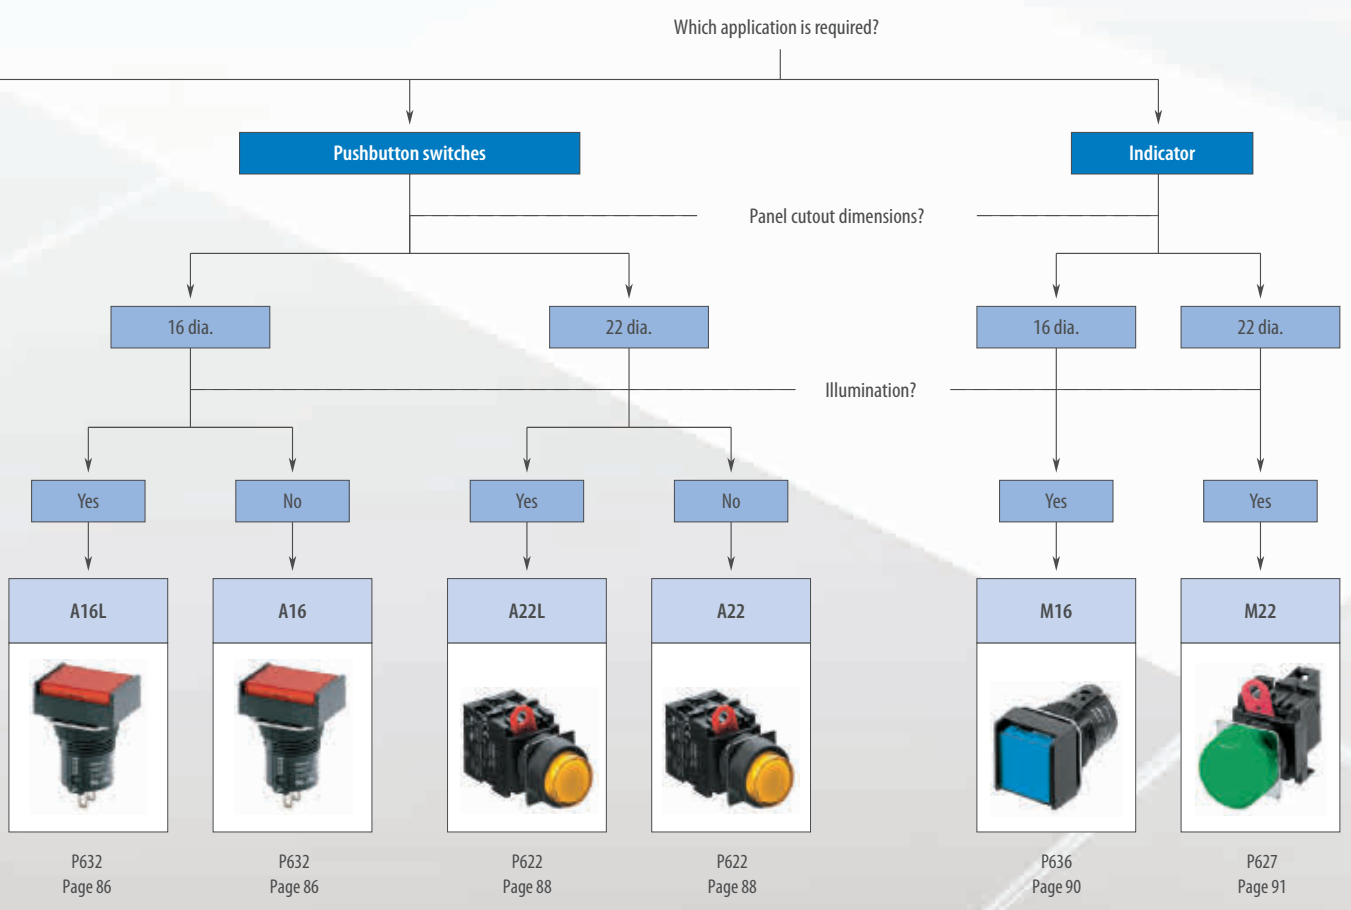 Which application is required?
Pushbutton switches
Indicator
Panel cutout dimensions?
16 dia.
22 dia.
16 dia.
22 dia.
Illumination?
Yes
No
Yes
No
Yes
Yes
A16L
A16
A22L
A22
M16
M22
P632
Page 86
P632
Page 86
P622
Page 88
P622
Page 88
P636
Page 90
P627
Page 91